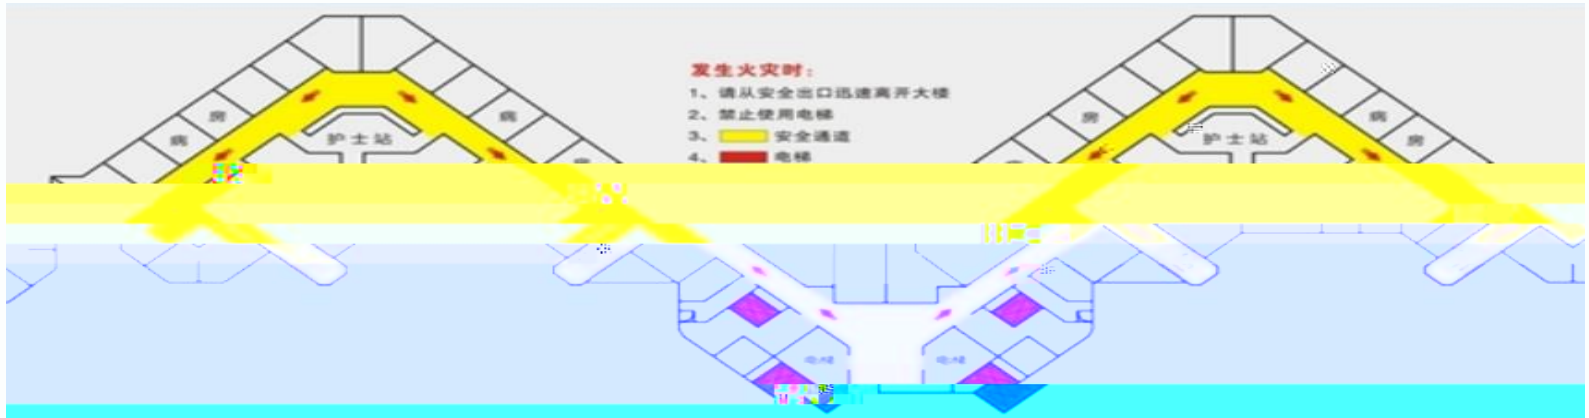 发生火灾时：
1、请从安全出口迅速离开大楼
2、禁止使用电梯
3、 安全通道
4、 电梯
房
病
护士站
病
房
房
病
护士站
病
房
房
电梯
电梯